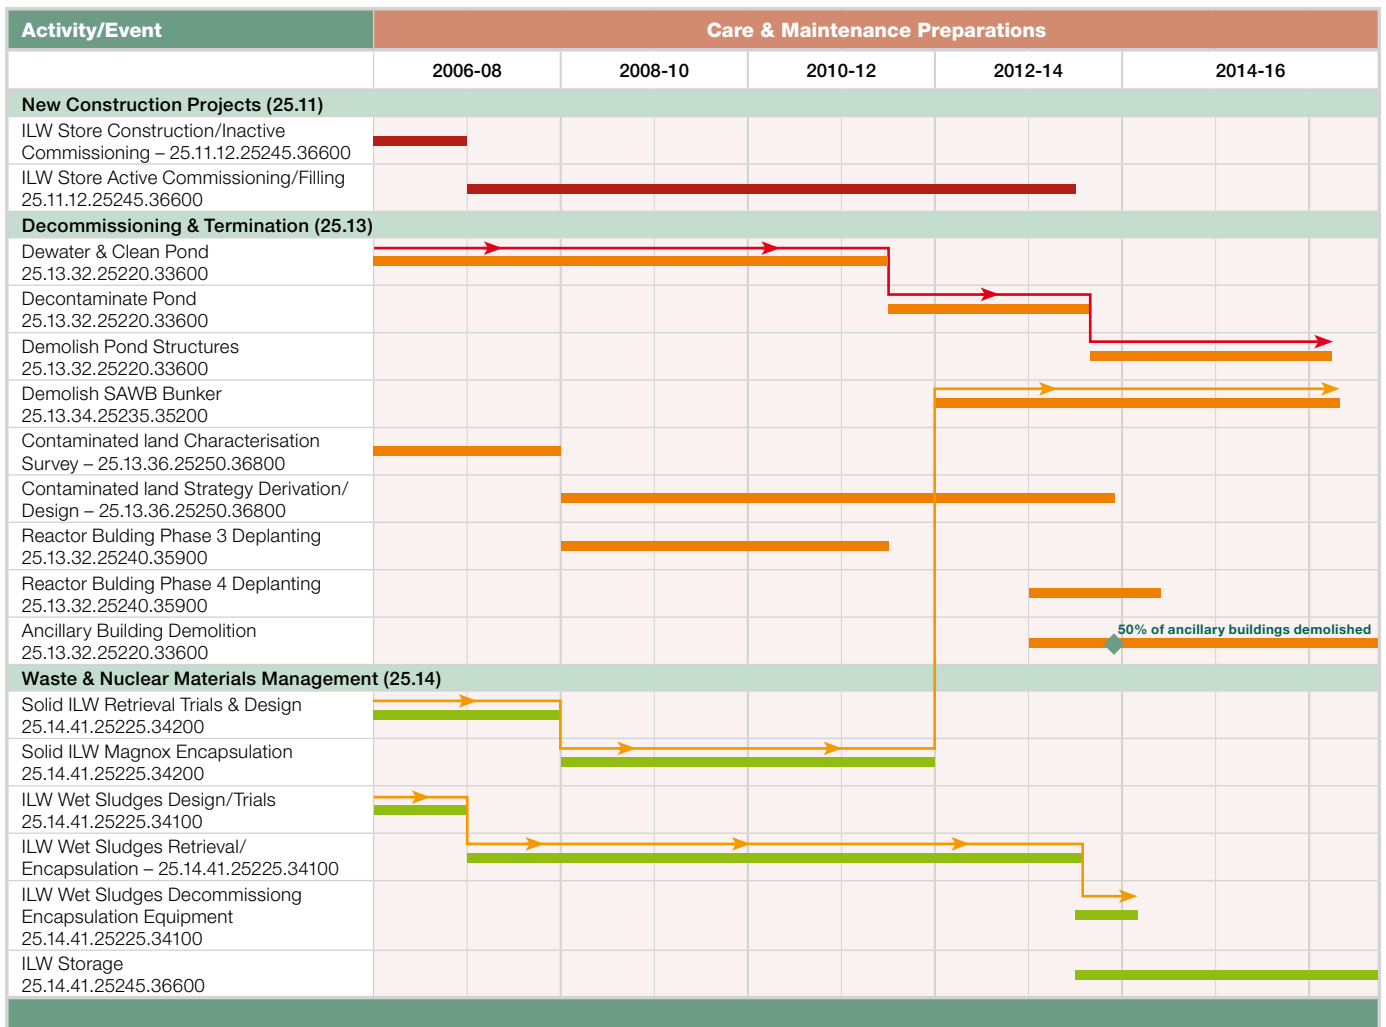 Activity/Event
Care & Maintenance Preparations
2006-08
2008-10
2010-12
2012-14
2014-16
New Construction Projects (25.11)
ILW Store Construction/Inactive
Commissioning – 25.11.12.25245.36600
ILW Store Active Commissioning/Filling
25.11.12.25245.36600
Decommissioning & Termination (25.13)
Dewater & Clean Pond
25.13.32.25220.33600
Decontaminate Pond
25.13.32.25220.33600
Demolish Pond Structures
25.13.32.25220.33600
Demolish SAWB Bunker
25.13.34.25235.35200
Contaminated land Characterisation
Survey – 25.13.36.25250.36800
Contaminated land Strategy Derivation/
Design – 25.13.36.25250.36800
Reactor Bulding Phase 3 Deplanting
25.13.32.25240.35900
Reactor Bulding Phase 4 Deplanting
25.13.32.25240.35900
Ancillary Building Demolition
25.13.32.25220.33600
50% of ancillary buildings demolished
Waste & Nuclear Materials Management (25.14)
Solid ILW Retrieval Trials & Design
25.14.41.25225.34200
Solid ILW Magnox Encapsulation
25.14.41.25225.34200
ILW Wet Sludges Design/Trials
25.14.41.25225.34100
ILW Wet Sludges Retrieval/
Encapsulation – 25.14.41.25225.34100
ILW Wet Sludges Decommissiong
Encapsulation Equipment
25.14.41.25225.34100
ILW Storage
25.14.41.25245.36600